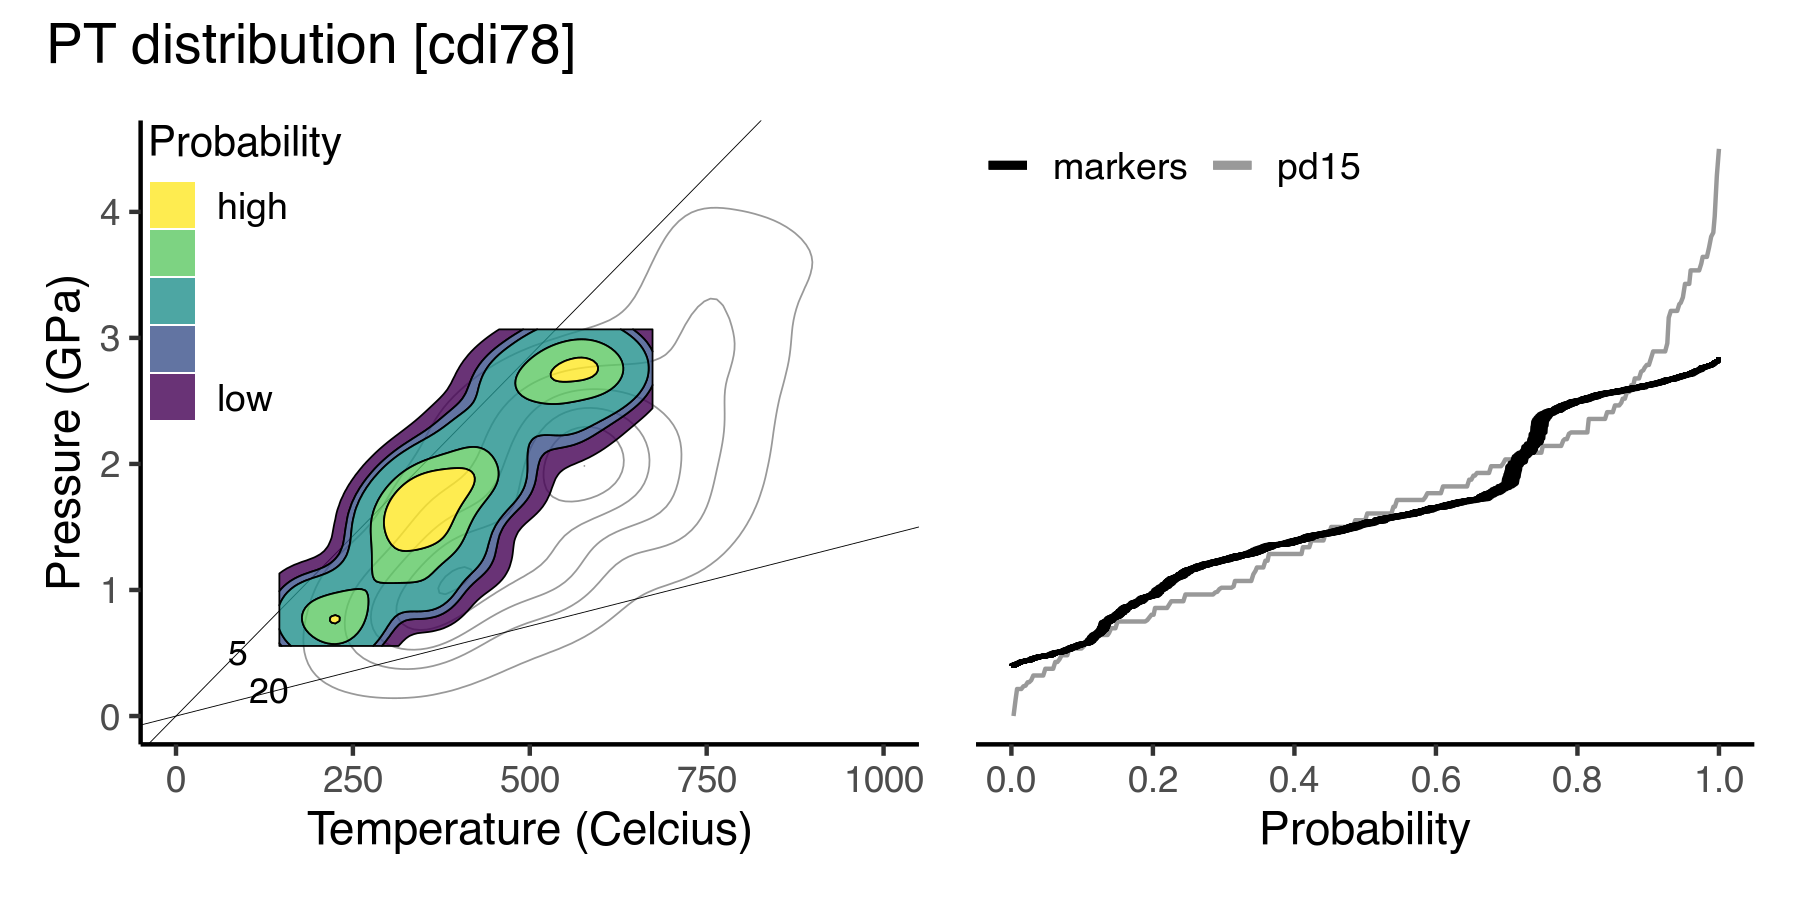 PT distribution [cdi78]
Probability
high
low
markers
pd15
Pressure (GPa)
4
3
2
1
0
5
20
0 250 500 750 1000
Temperature (Celcius)
0.0 0.2 0.4 0.6 0.8 1.0
Probability